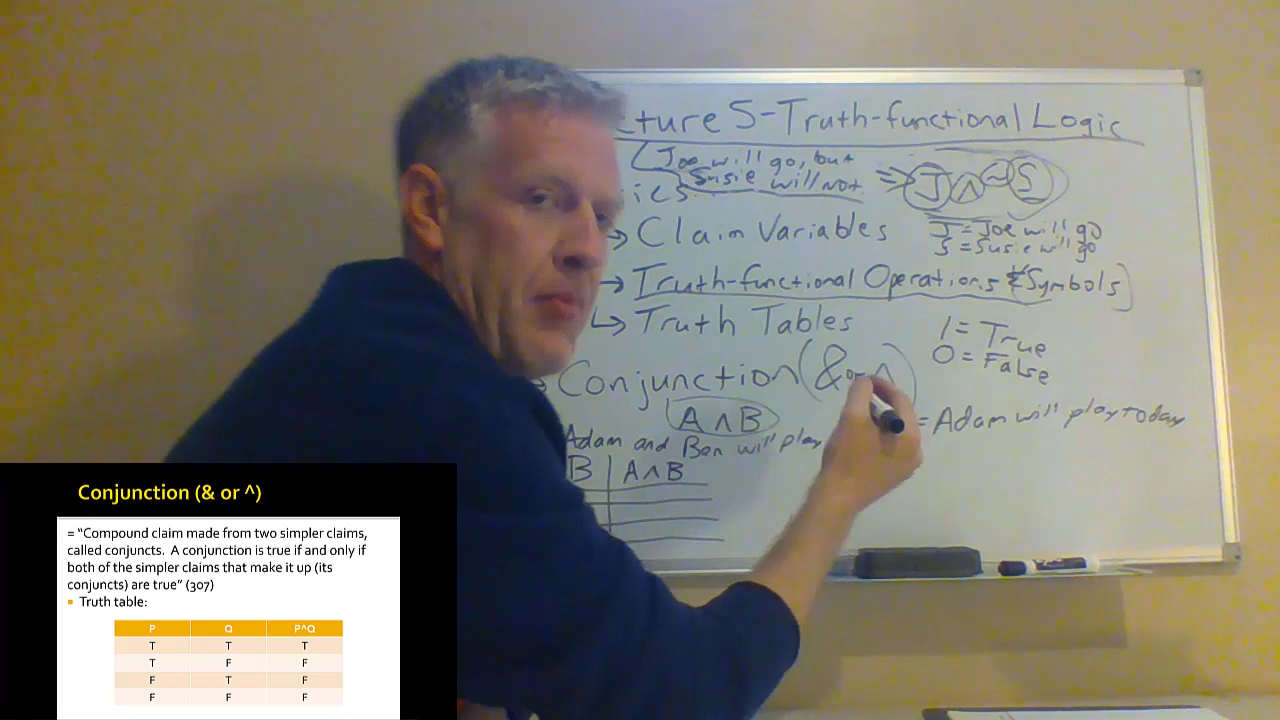 cture 5-Truth-functional Logic
(Joe will go, but
Susie will not.
=> J ∧ ~ S
ics
J = Joe will go
S = Susie will go
→ Claim Variables
→ Truth-functional Operations & Symbols)
↳ Truth Tables
1 = True
0 = False
→ Conjunction (& or ∧)
A ∧ B
= Adam will play today
Adam and Ben will play
B | A ∧ B
Conjunction (& or ^)
= “Compound claim made from two simpler claims,
called conjuncts. A conjunction is true if and only if
both of the simpler claims that make it up (its
conjuncts) are true” (307)
▪ Truth table:
P Q P^Q
T T T
T F F
F T F
F F F